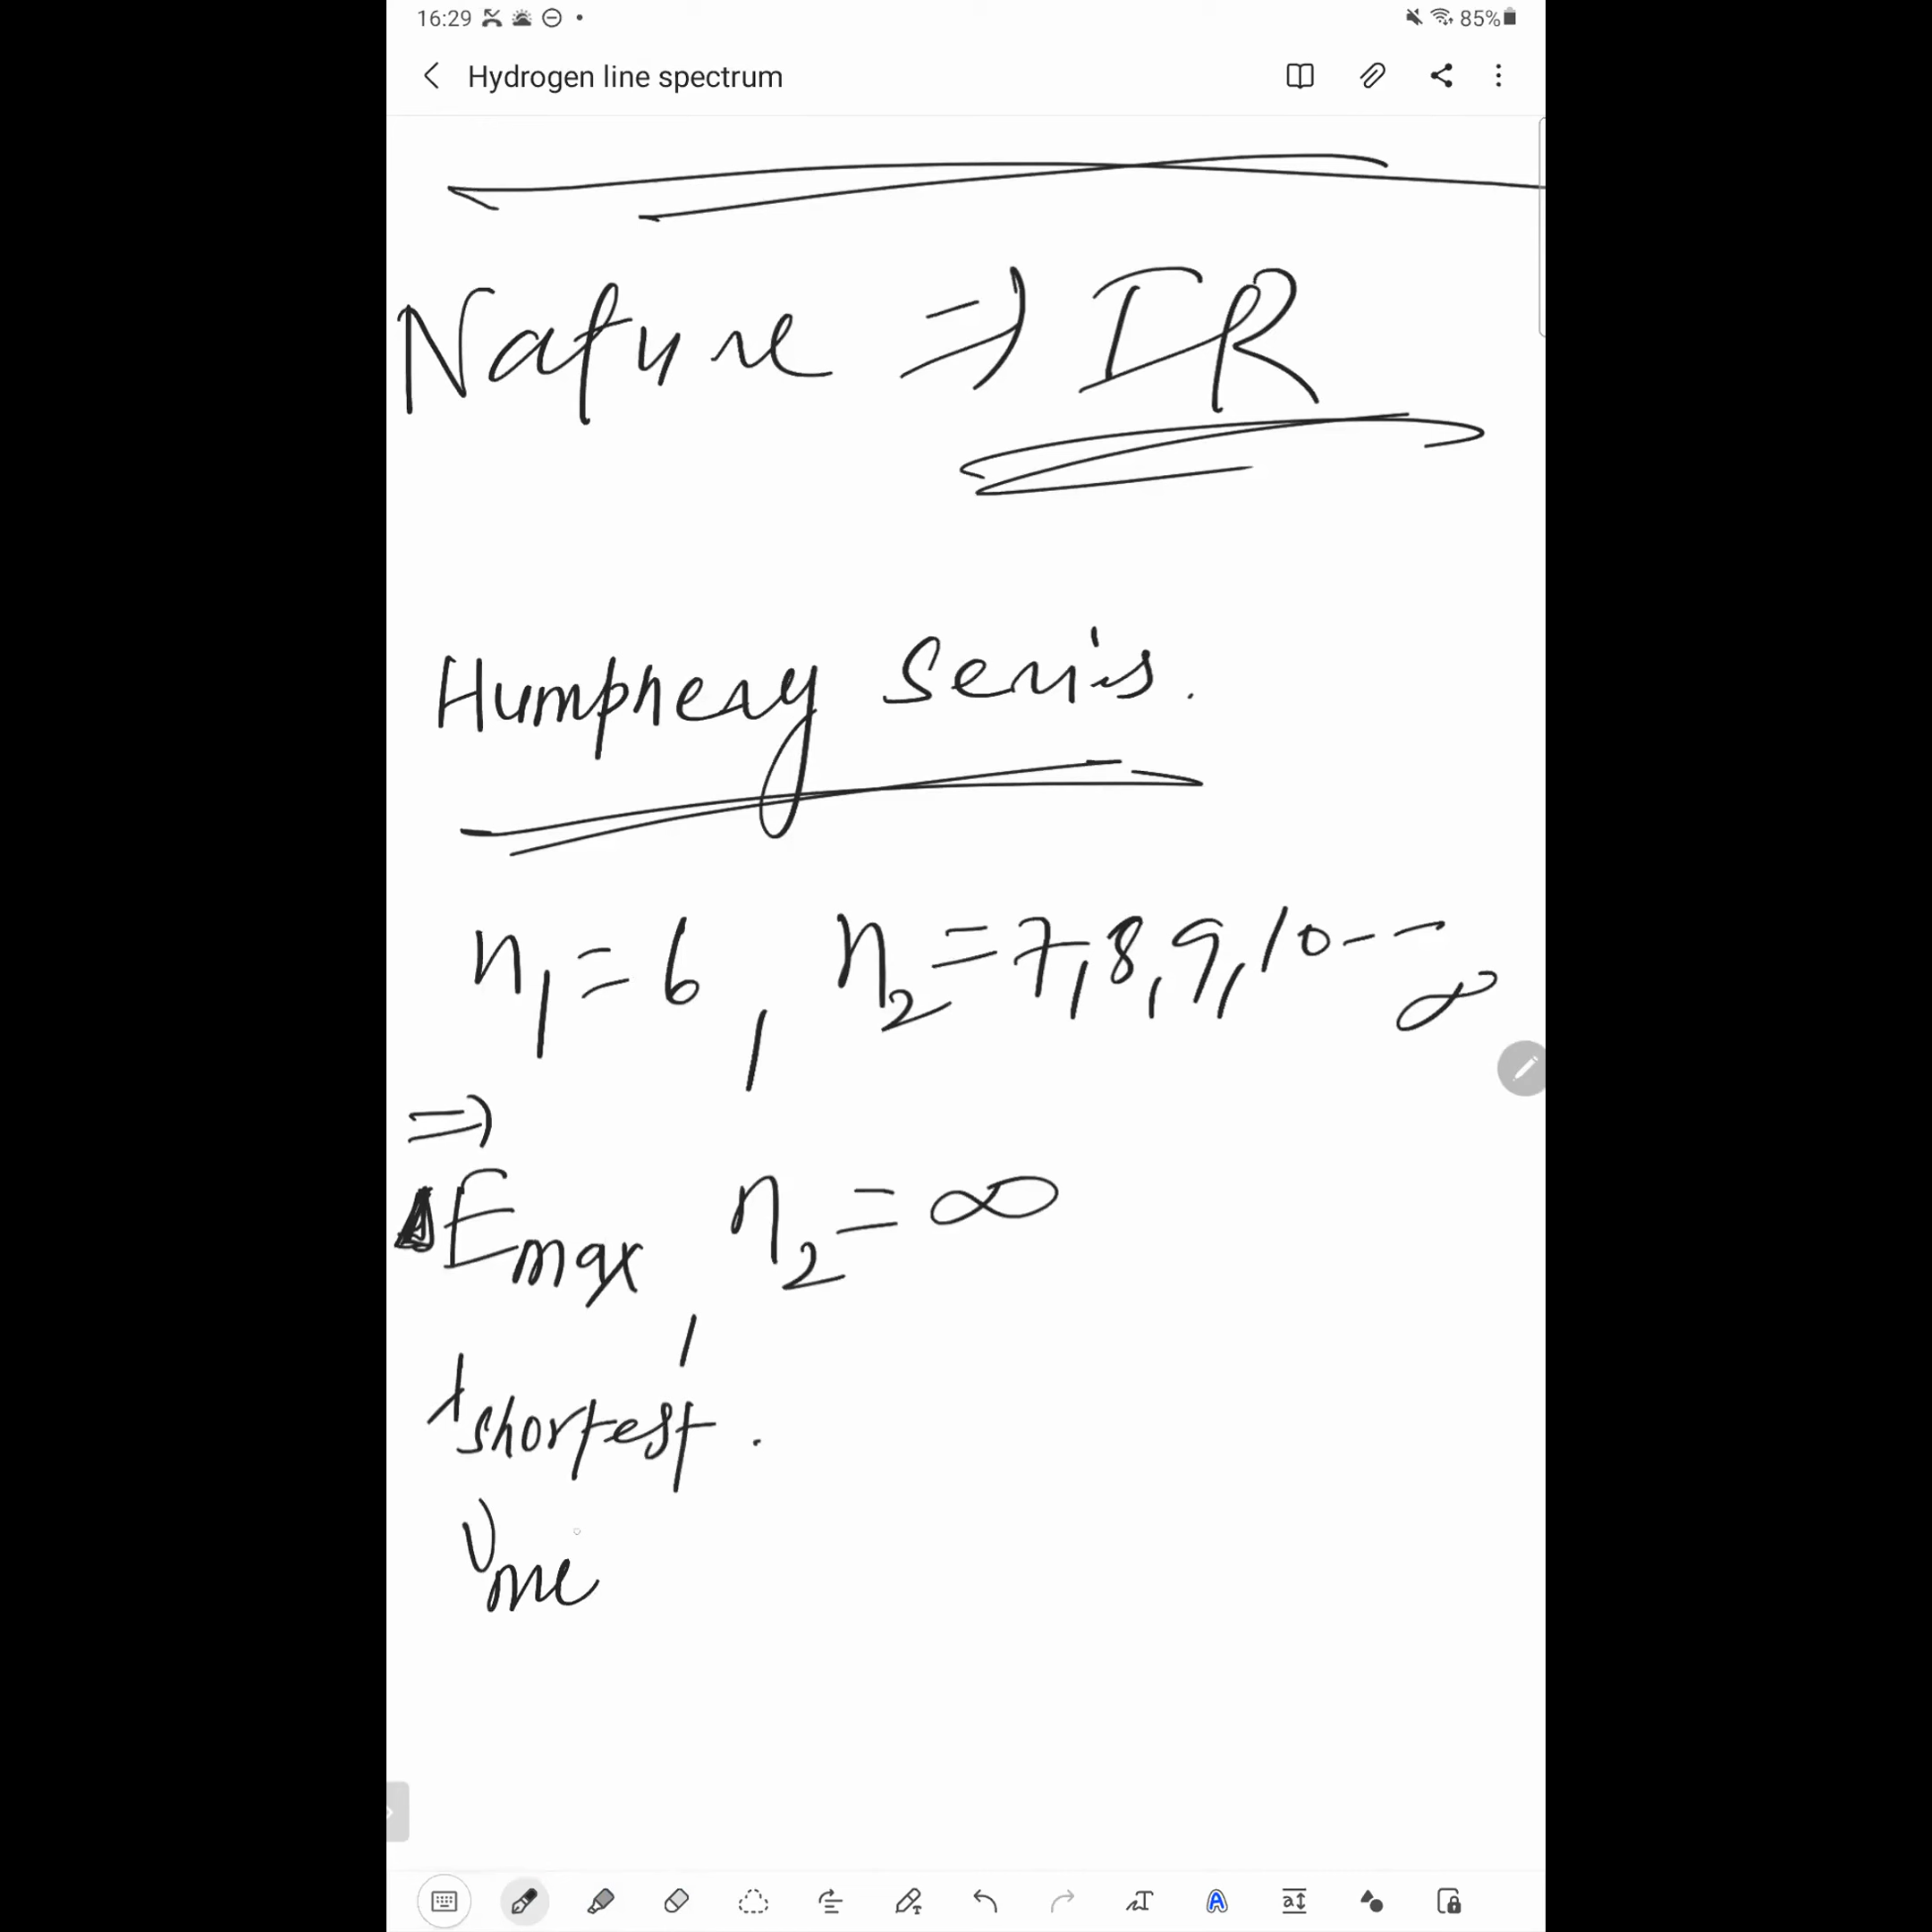 16:29 85%
Hydrogen line spectrum
Nature ⇒ IR
Humphery Series.
n₁ = 6, n₂ = 7, 8, 9, 10 - - ∞
⇒
ΔEmax, n₂ = ∞
λshortest.